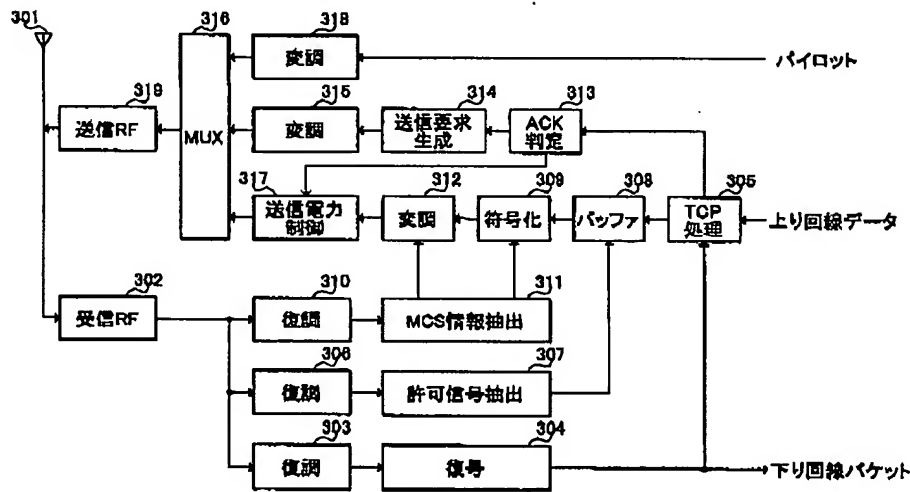 301
316
318
変調
パイロット
319
送信RF
MUX
315
変調
314
送信要求
生成
313
ACK
判定
317
送信電力
制御
312
変調
309
符号化
308
バッファ
305
TCP
処理
上り回線データ
302
受信RF
310
復調
311
MCS情報抽出
306
復調
307
許可信号抽出
303
復調
304
復号
下り回線パケット